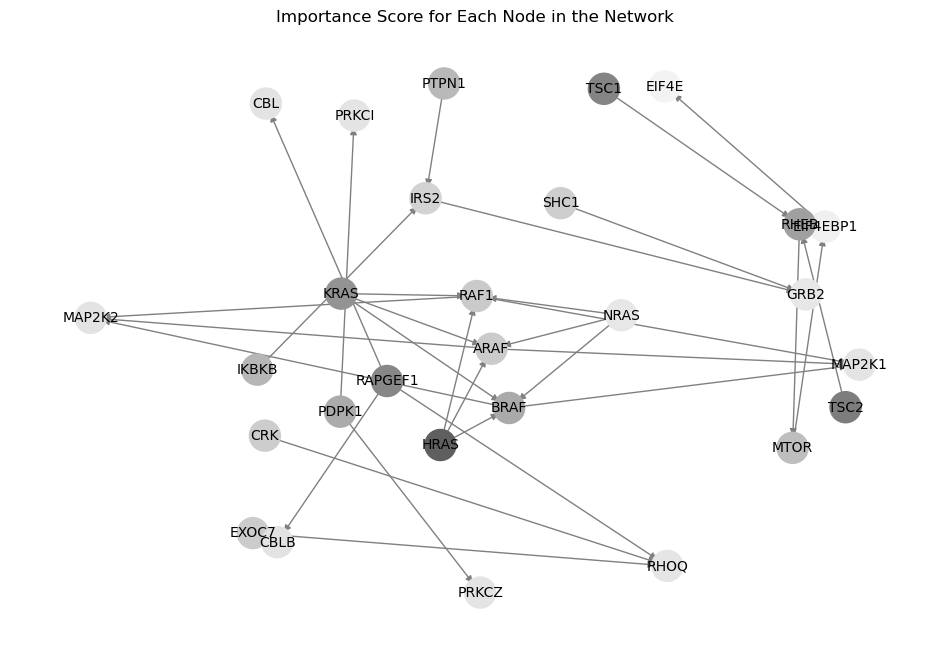 Importance Score for Each Node in the Network
PTPN1
TSC1
EIF4E
CBL
PRKCI
IRS2
SHC1
RHEB
EIF4EBP1
KRAS
RAF1
GRB2
NRAS
MAP2K2
ARAF
MAP2K1
IKBKB
RAPGEF1
PDPK1
BRAF
TSC2
CRK
HRAS
MTOR
EXOC7
CBLB
RHOQ
PRKCZ